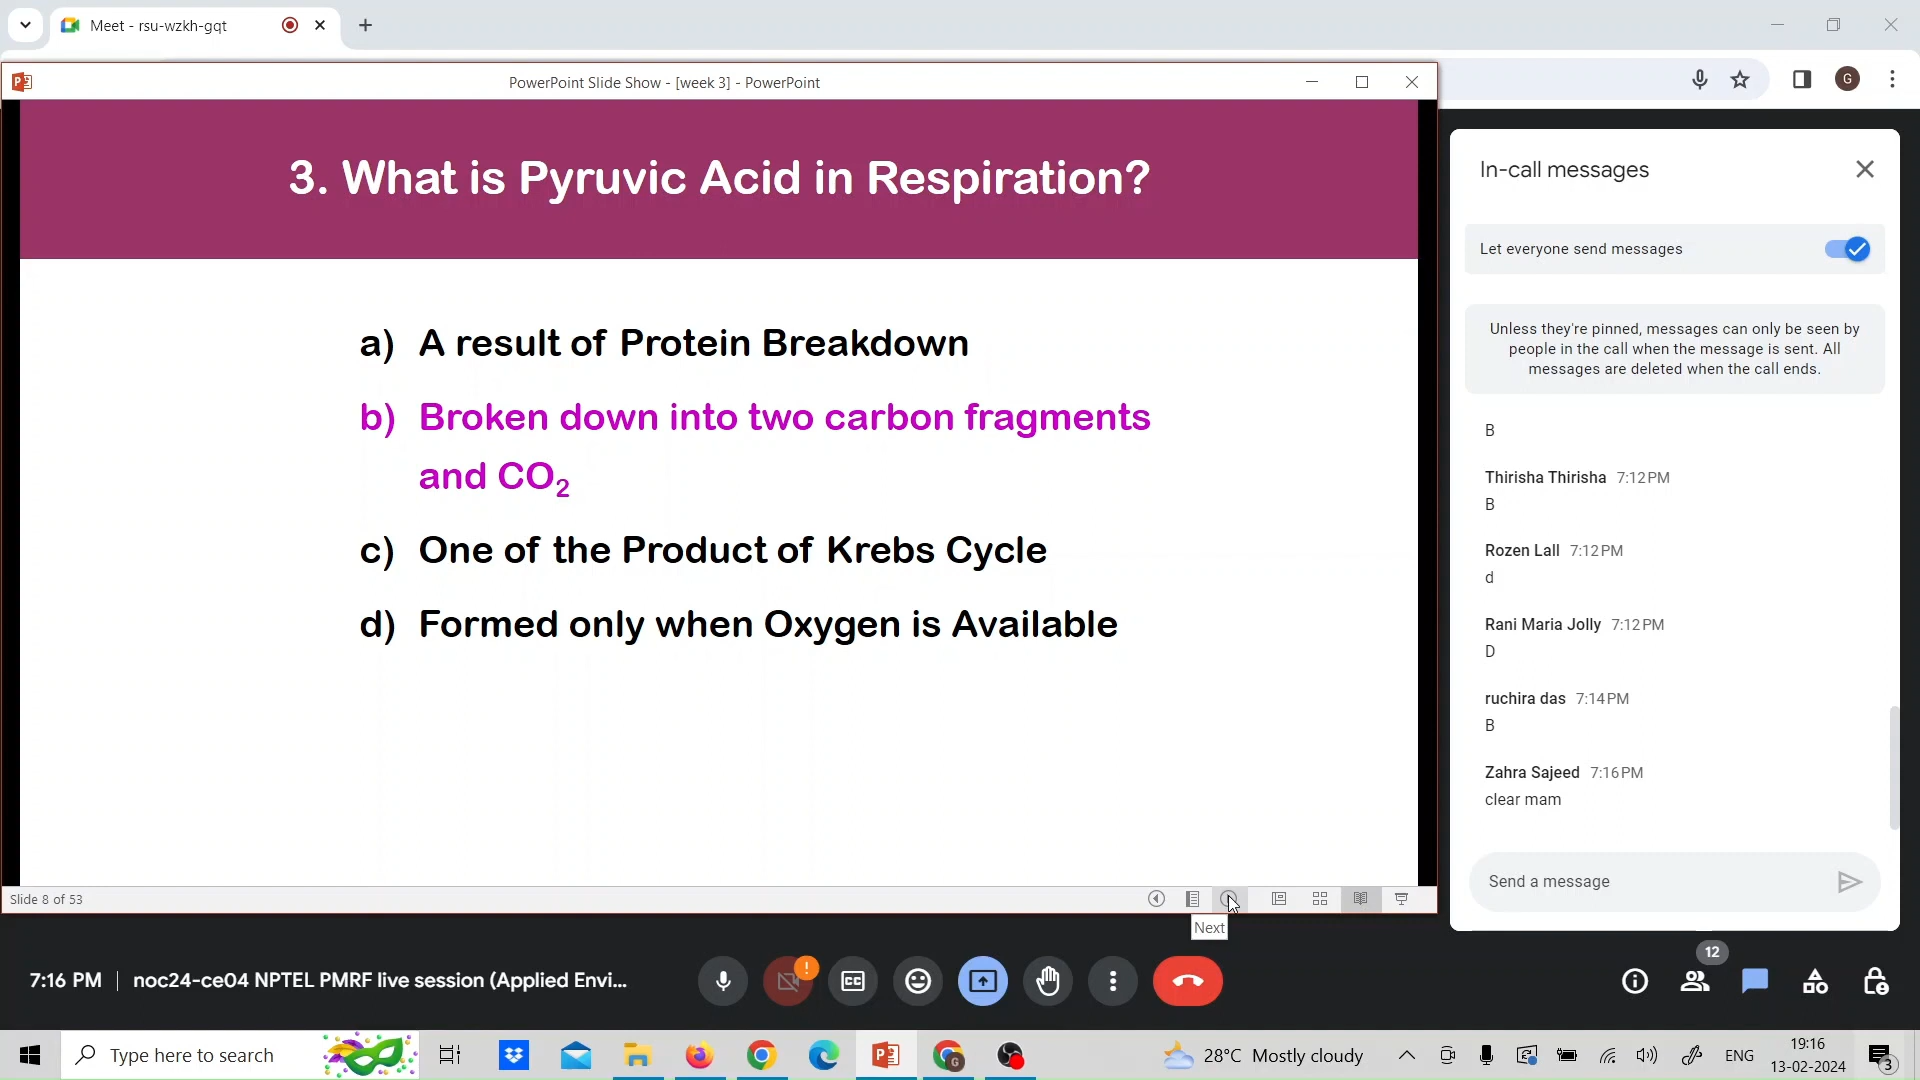 Meet - rsu-wzkh-gqt
PowerPoint Slide Show - [week 3] - PowerPoint
G
3. What is Pyruvic Acid in Respiration?
a) A result of Protein Breakdown
b) Broken down into two carbon fragments
and CO₂
c) One of the Product of Krebs Cycle
d) Formed only when Oxygen is Available
Slide 8 of 53
Next
In-call messages
Let everyone send messages
Unless they're pinned, messages can only be seen by
people in the call when the message is sent. All
messages are deleted when the call ends.
B
Thirisha Thirisha 7:12 PM
B
Rozen Lall 7:12 PM
d
Rani Maria Jolly 7:12 PM
D
ruchira das 7:14 PM
B
Zahra Sajeed 7:16 PM
clear mam
Send a message
7:16 PM | noc24-ce04 NPTEL PMRF live session (Applied Envi...
12
Type here to search
28°C Mostly cloudy
ENG
19:16
13-02-2024
3